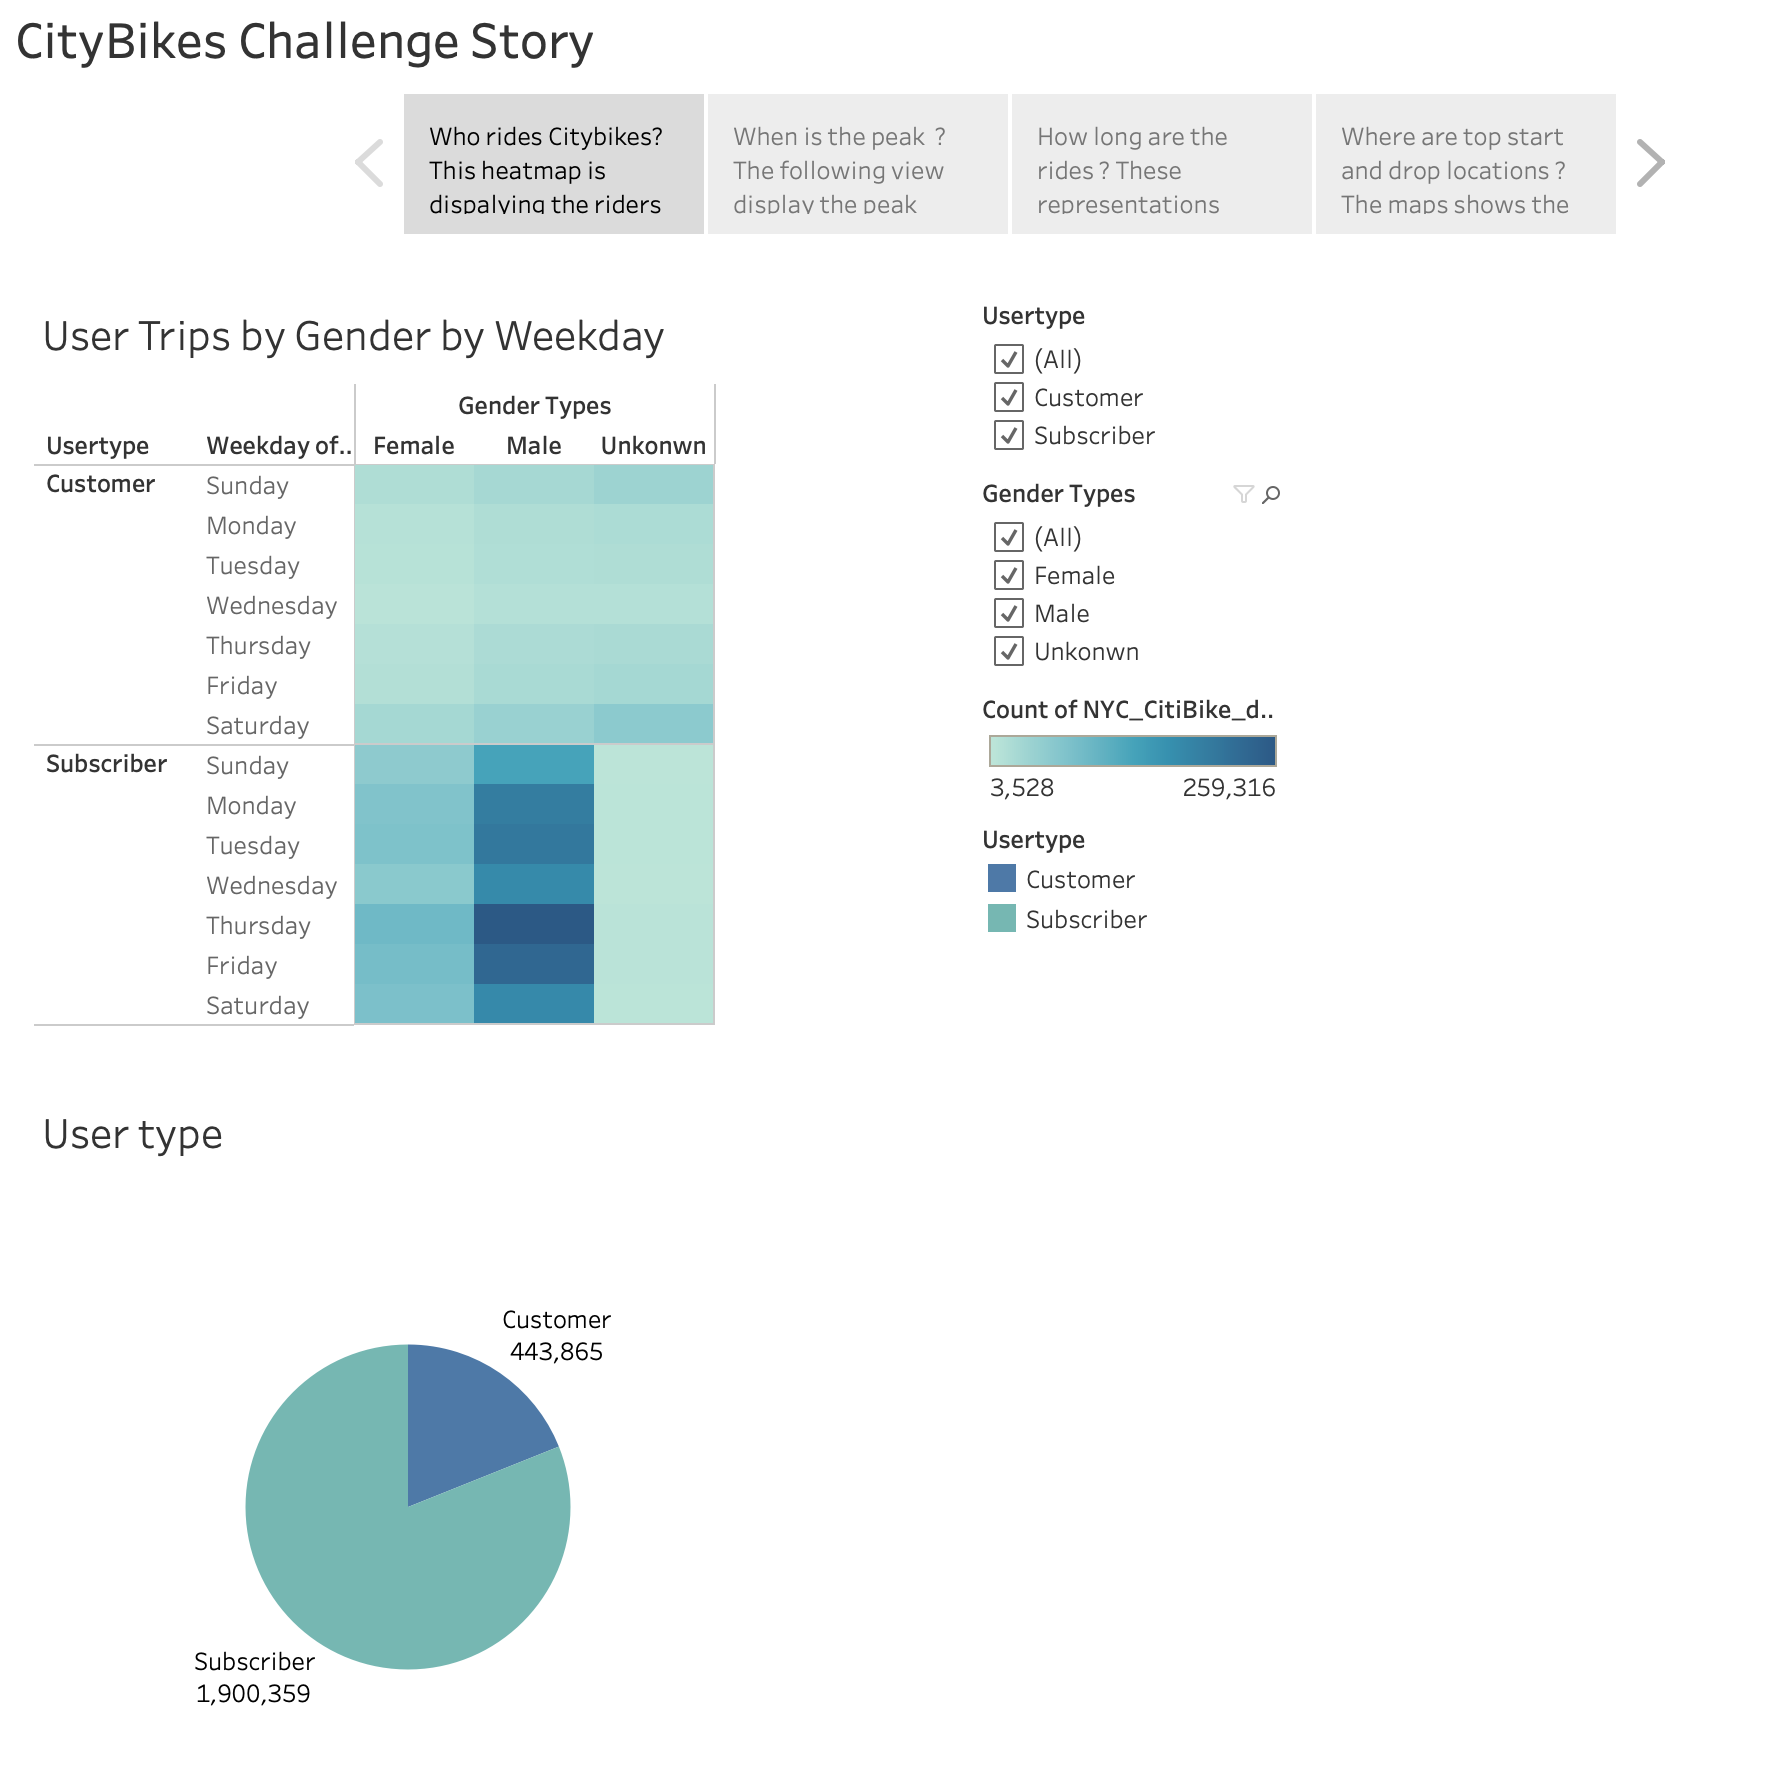 CityBikes Challenge Story
Who rides Citybikes?
This heatmap is
dispalying the riders
When is the peak ?
The following view
display the peak
How long are the
rides ? These
representations
Where are top start
and drop locations ?
The maps shows the
User Trips by Gender by Weekday
Gender Types
Usertype Weekday of.. Female Male Unkonwn
Customer Sunday
Monday
Tuesday
Wednesday
Thursday
Friday
Saturday
Subscriber Sunday
Monday
Tuesday
Wednesday
Thursday
Friday
Saturday
Usertype
(All)
Customer
Subscriber
Gender Types
(All)
Female
Male
Unkonwn
Count of NYC_CitiBike_d..
3,528 259,316
Usertype
Customer
Subscriber
User type
Customer
443,865
Subscriber
1,900,359